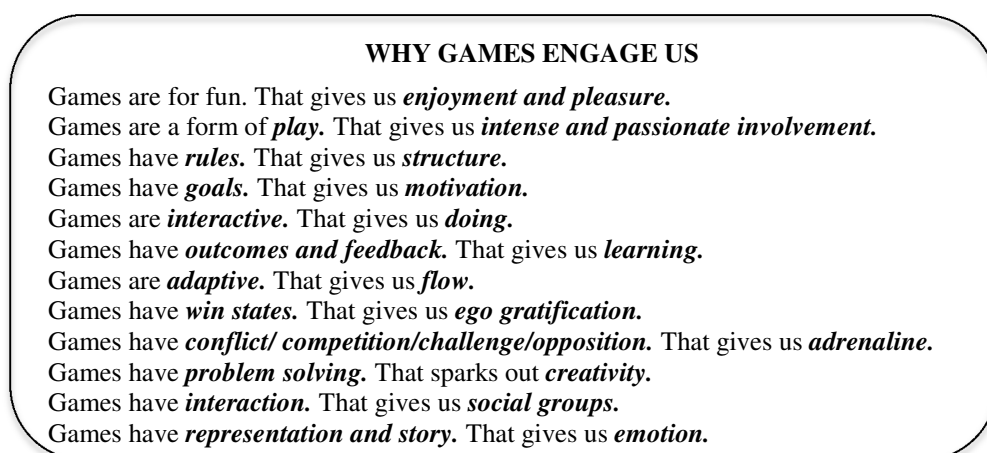 WHY GAMES ENGAGE US
Games are for fun. That gives us enjoyment and pleasure.
Games are a form of play. That gives us intense and passionate involvement.
Games have rules. That gives us structure.
Games have goals. That gives us motivation.
Games are interactive. That gives us doing.
Games have outcomes and feedback. That gives us learning.
Games are adaptive. That gives us flow.
Games have win states. That gives us ego gratification.
Games have conflict/ competition/challenge/opposition. That gives us adrenaline.
Games have problem solving. That sparks out creativity.
Games have interaction. That gives us social groups.
Games have representation and story. That gives us emotion.